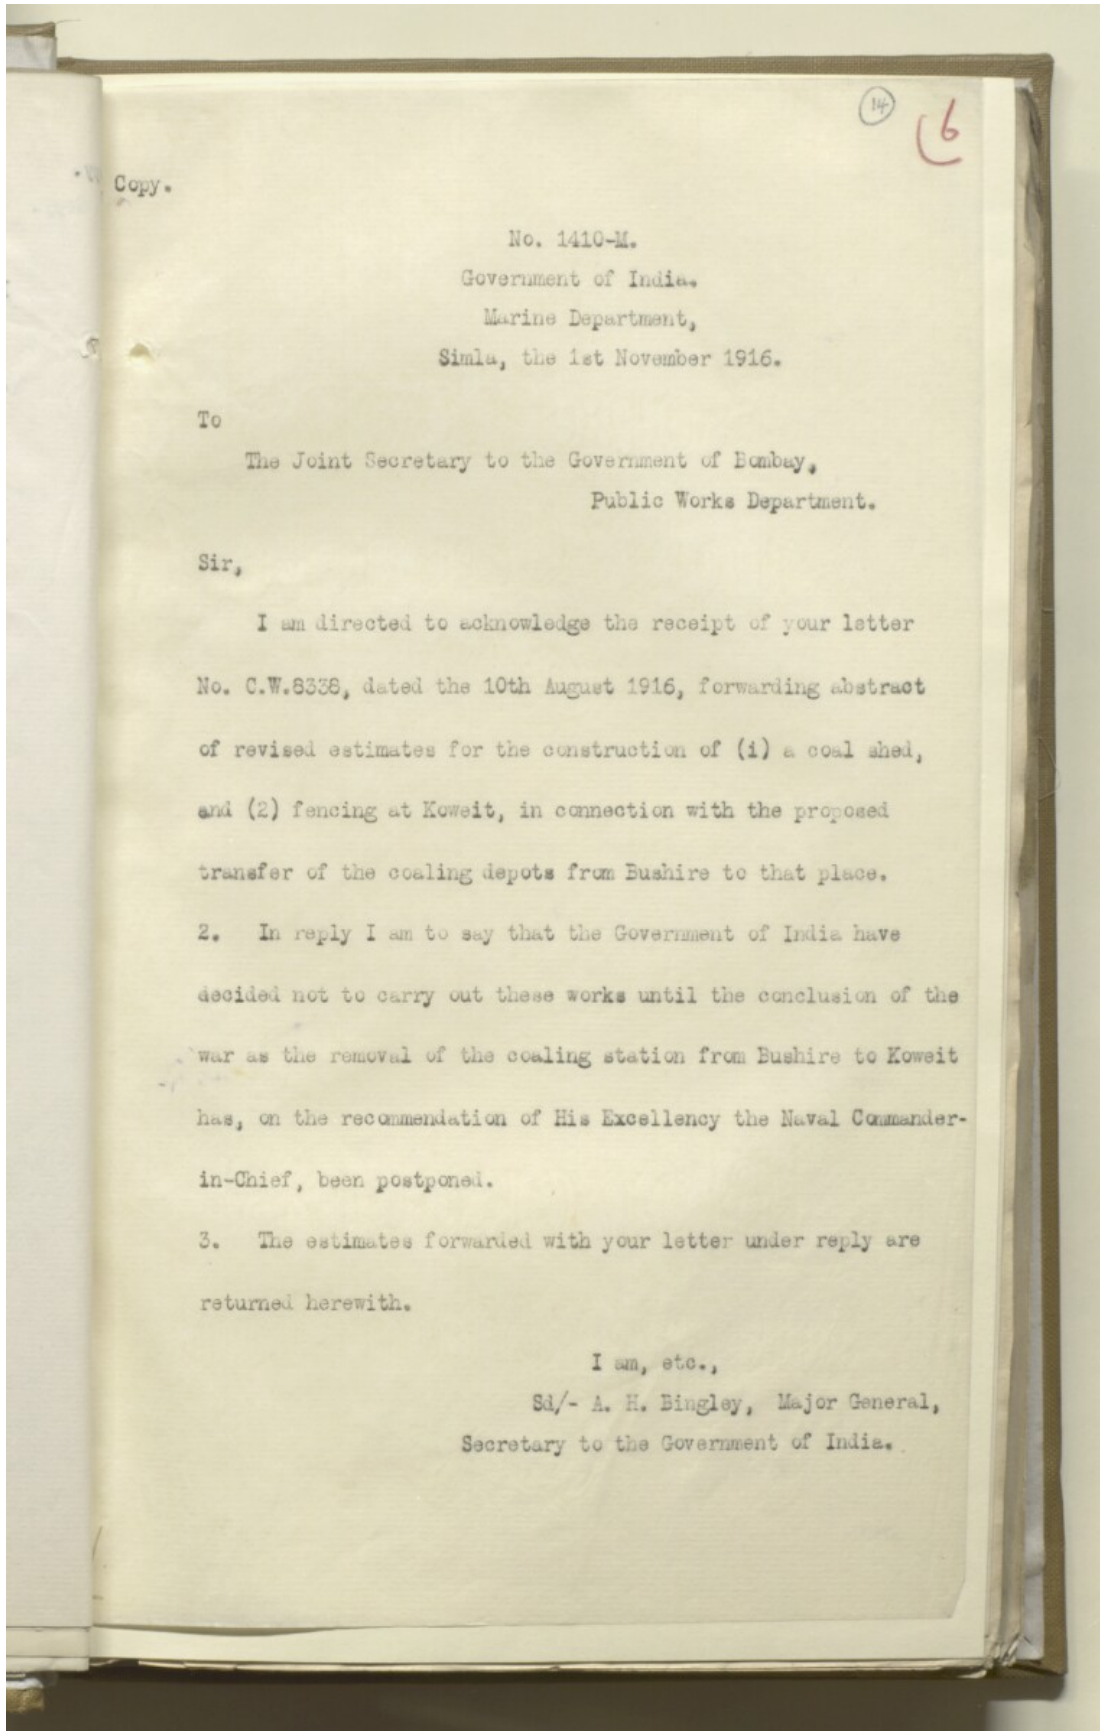 14
6
Copy.
No. 1410-M.
Government of India.
Marine Department,
Simla, the 1st November 1916.
To
The Joint Secretary to the Government of Bombay,
Public Works Department.
Sir,
I am directed to acknowledge the receipt of your letter
No. C.W.8338, dated the 10th August 1916, forwarding abstract
of revised estimates for the construction of (i) a coal shed,
and (2) fencing at Koweit, in connection with the proposed
transfer of the coaling depots from Bushire to that place.
2. In reply I am to say that the Government of India have
decided not to carry out these works until the conclusion of the
war as the removal of the coaling station from Bushire to Koweit
has, on the recommendation of His Excellency the Naval Commander-
in-Chief, been postponed.
3. The estimates forwarded with your letter under reply are
returned herewith.
I am, etc.,
Sd/- A. H. Bingley, Major General,
Secretary to the Government of India.